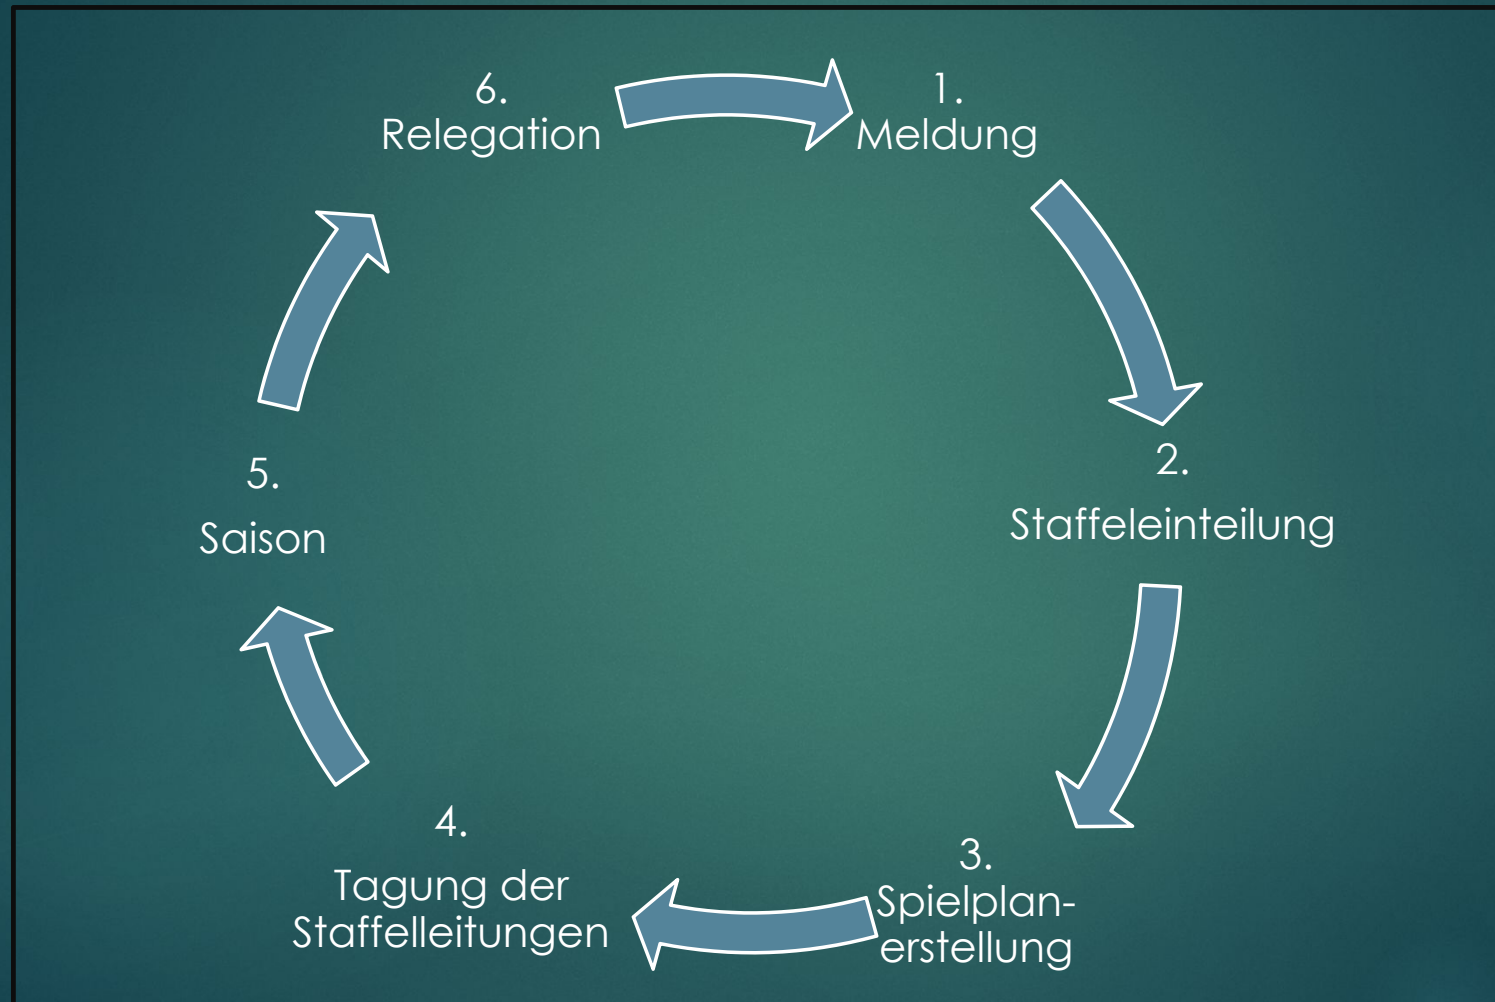 1.
Meldung
2.
Staffeleinteilung
3.
Spielplan-
erstellung
4.
Tagung der
Staffelleitungen
5.
Saison
6.
Relegation